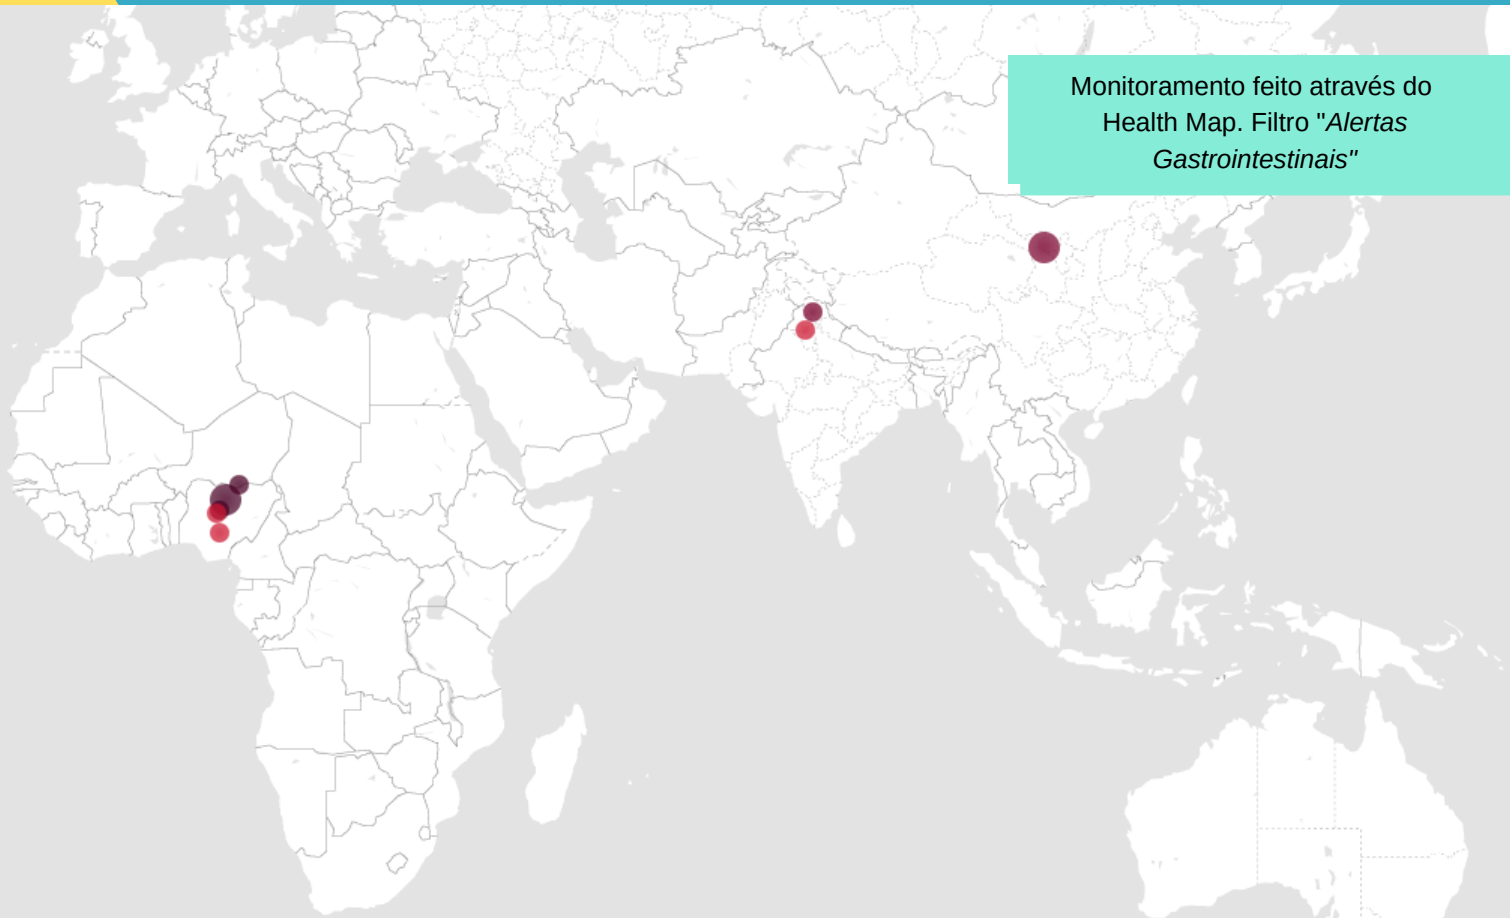 Monitoramento feito através do
Health Map. Filtro "Alertas
Gastrointestinais"